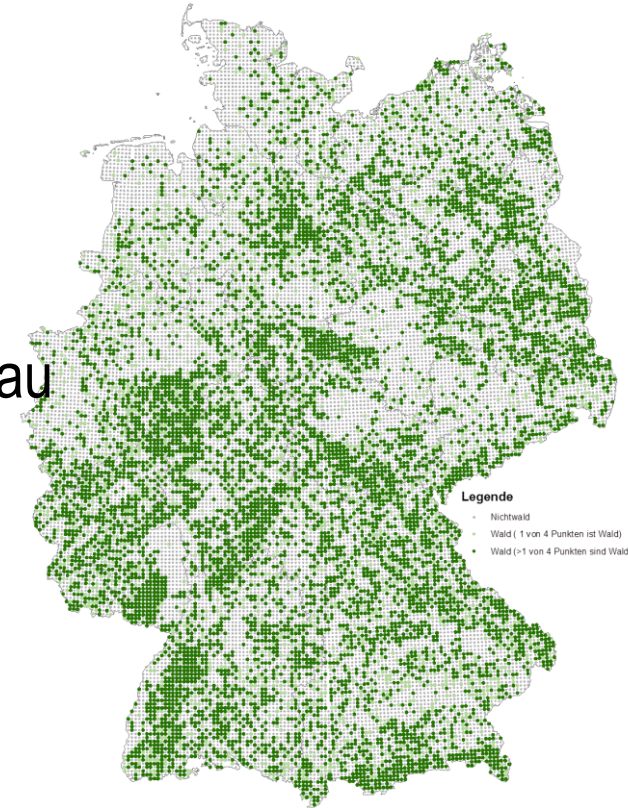 au
Legende
Nichtwald
Wald ( 1 von 4 Punkten ist Wald)
Wald (>1 von 4 Punkten sind Wald